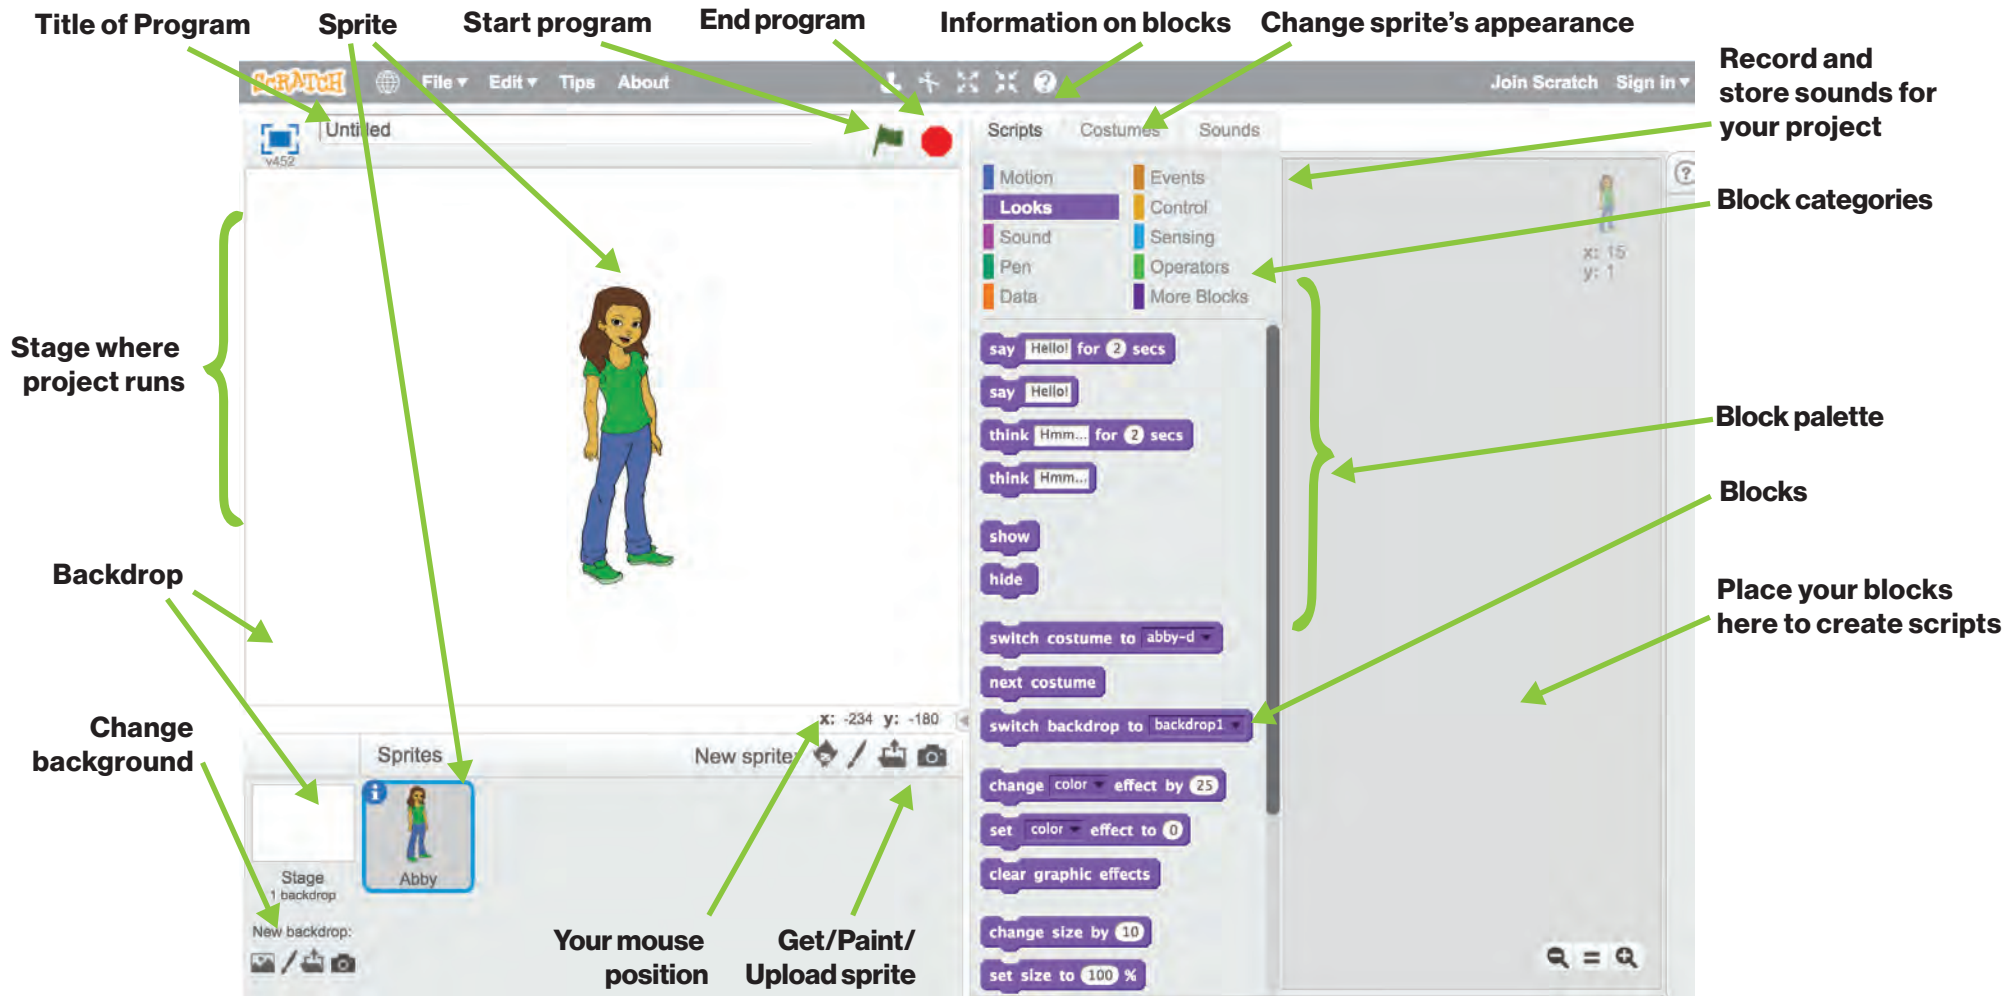 Title of Program
Sprite
Start program
End program
Information on blocks
Change sprite's appearance
Record and
store sounds for
your project
Block categories
Block palette
Blocks
Place your blocks
here to create scripts
Stage where
project runs
Backdrop
Change
background
Your mouse
position
Get/Paint/
Upload sprite
SCRATCH
File
Edit
Tips
About
Join Scratch
Sign in
v452
Untitled
Scripts
Costumes
Sounds
Motion
Looks
Sound
Pen
Data
Events
Control
Sensing
Operators
More Blocks
x: 15
y: 1
say Hello! for 2 secs
say Hello!
think Hmm... for 2 secs
think Hmm...
show
hide
switch costume to abby-d
next costume
switch backdrop to backdrop1
change color effect by 25
set color effect to 0
clear graphic effects
change size by 10
set size to 100 %
x: -234 y: -180
Sprites
New sprite:
Stage
1 backdrop
Abby
New backdrop: